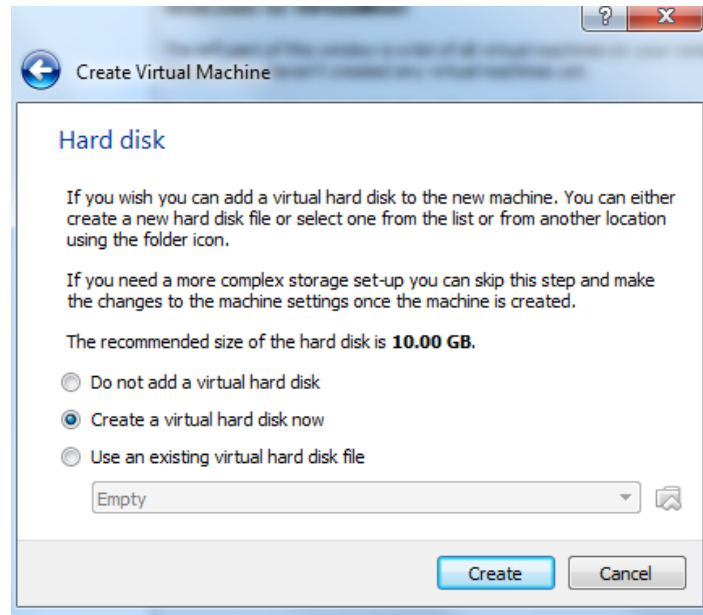 Welcome to VirtualBox!
?
X
Create Virtual Machine
Hard disk
If you wish you can add a virtual hard disk to the new machine. You can either
create a new hard disk file or select one from the list or from another location
using the folder icon.
If you need a more complex storage set-up you can skip this step and make
the changes to the machine settings once the machine is created.
The recommended size of the hard disk is 10.00 GB.
Do not add a virtual hard disk
Create a virtual hard disk now
Use an existing virtual hard disk file
Empty
Create
Cancel